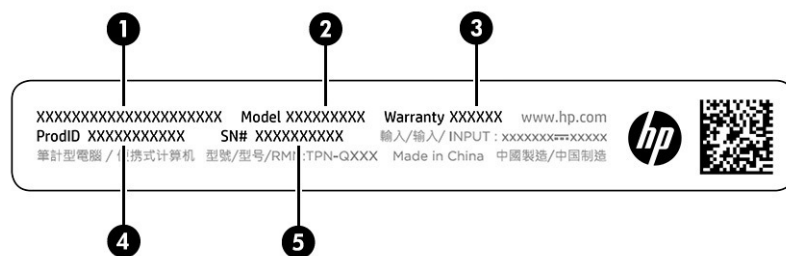 1 2 3
XXXXXXXXXXXXXXXXXXXXX Model XXXXXXXXX Warranty XXXXXX www.hp.com
ProdID XXXXXXXXXXX SN# XXXXXXXXXX 輸入/输入/ INPUT : XXXXXXX⎓XXXXX
筆計型電腦 / 便携式计算机 型號/型号/RMN:TPN-QXXX Made in China 中國製造/中国制造
hp
4 5